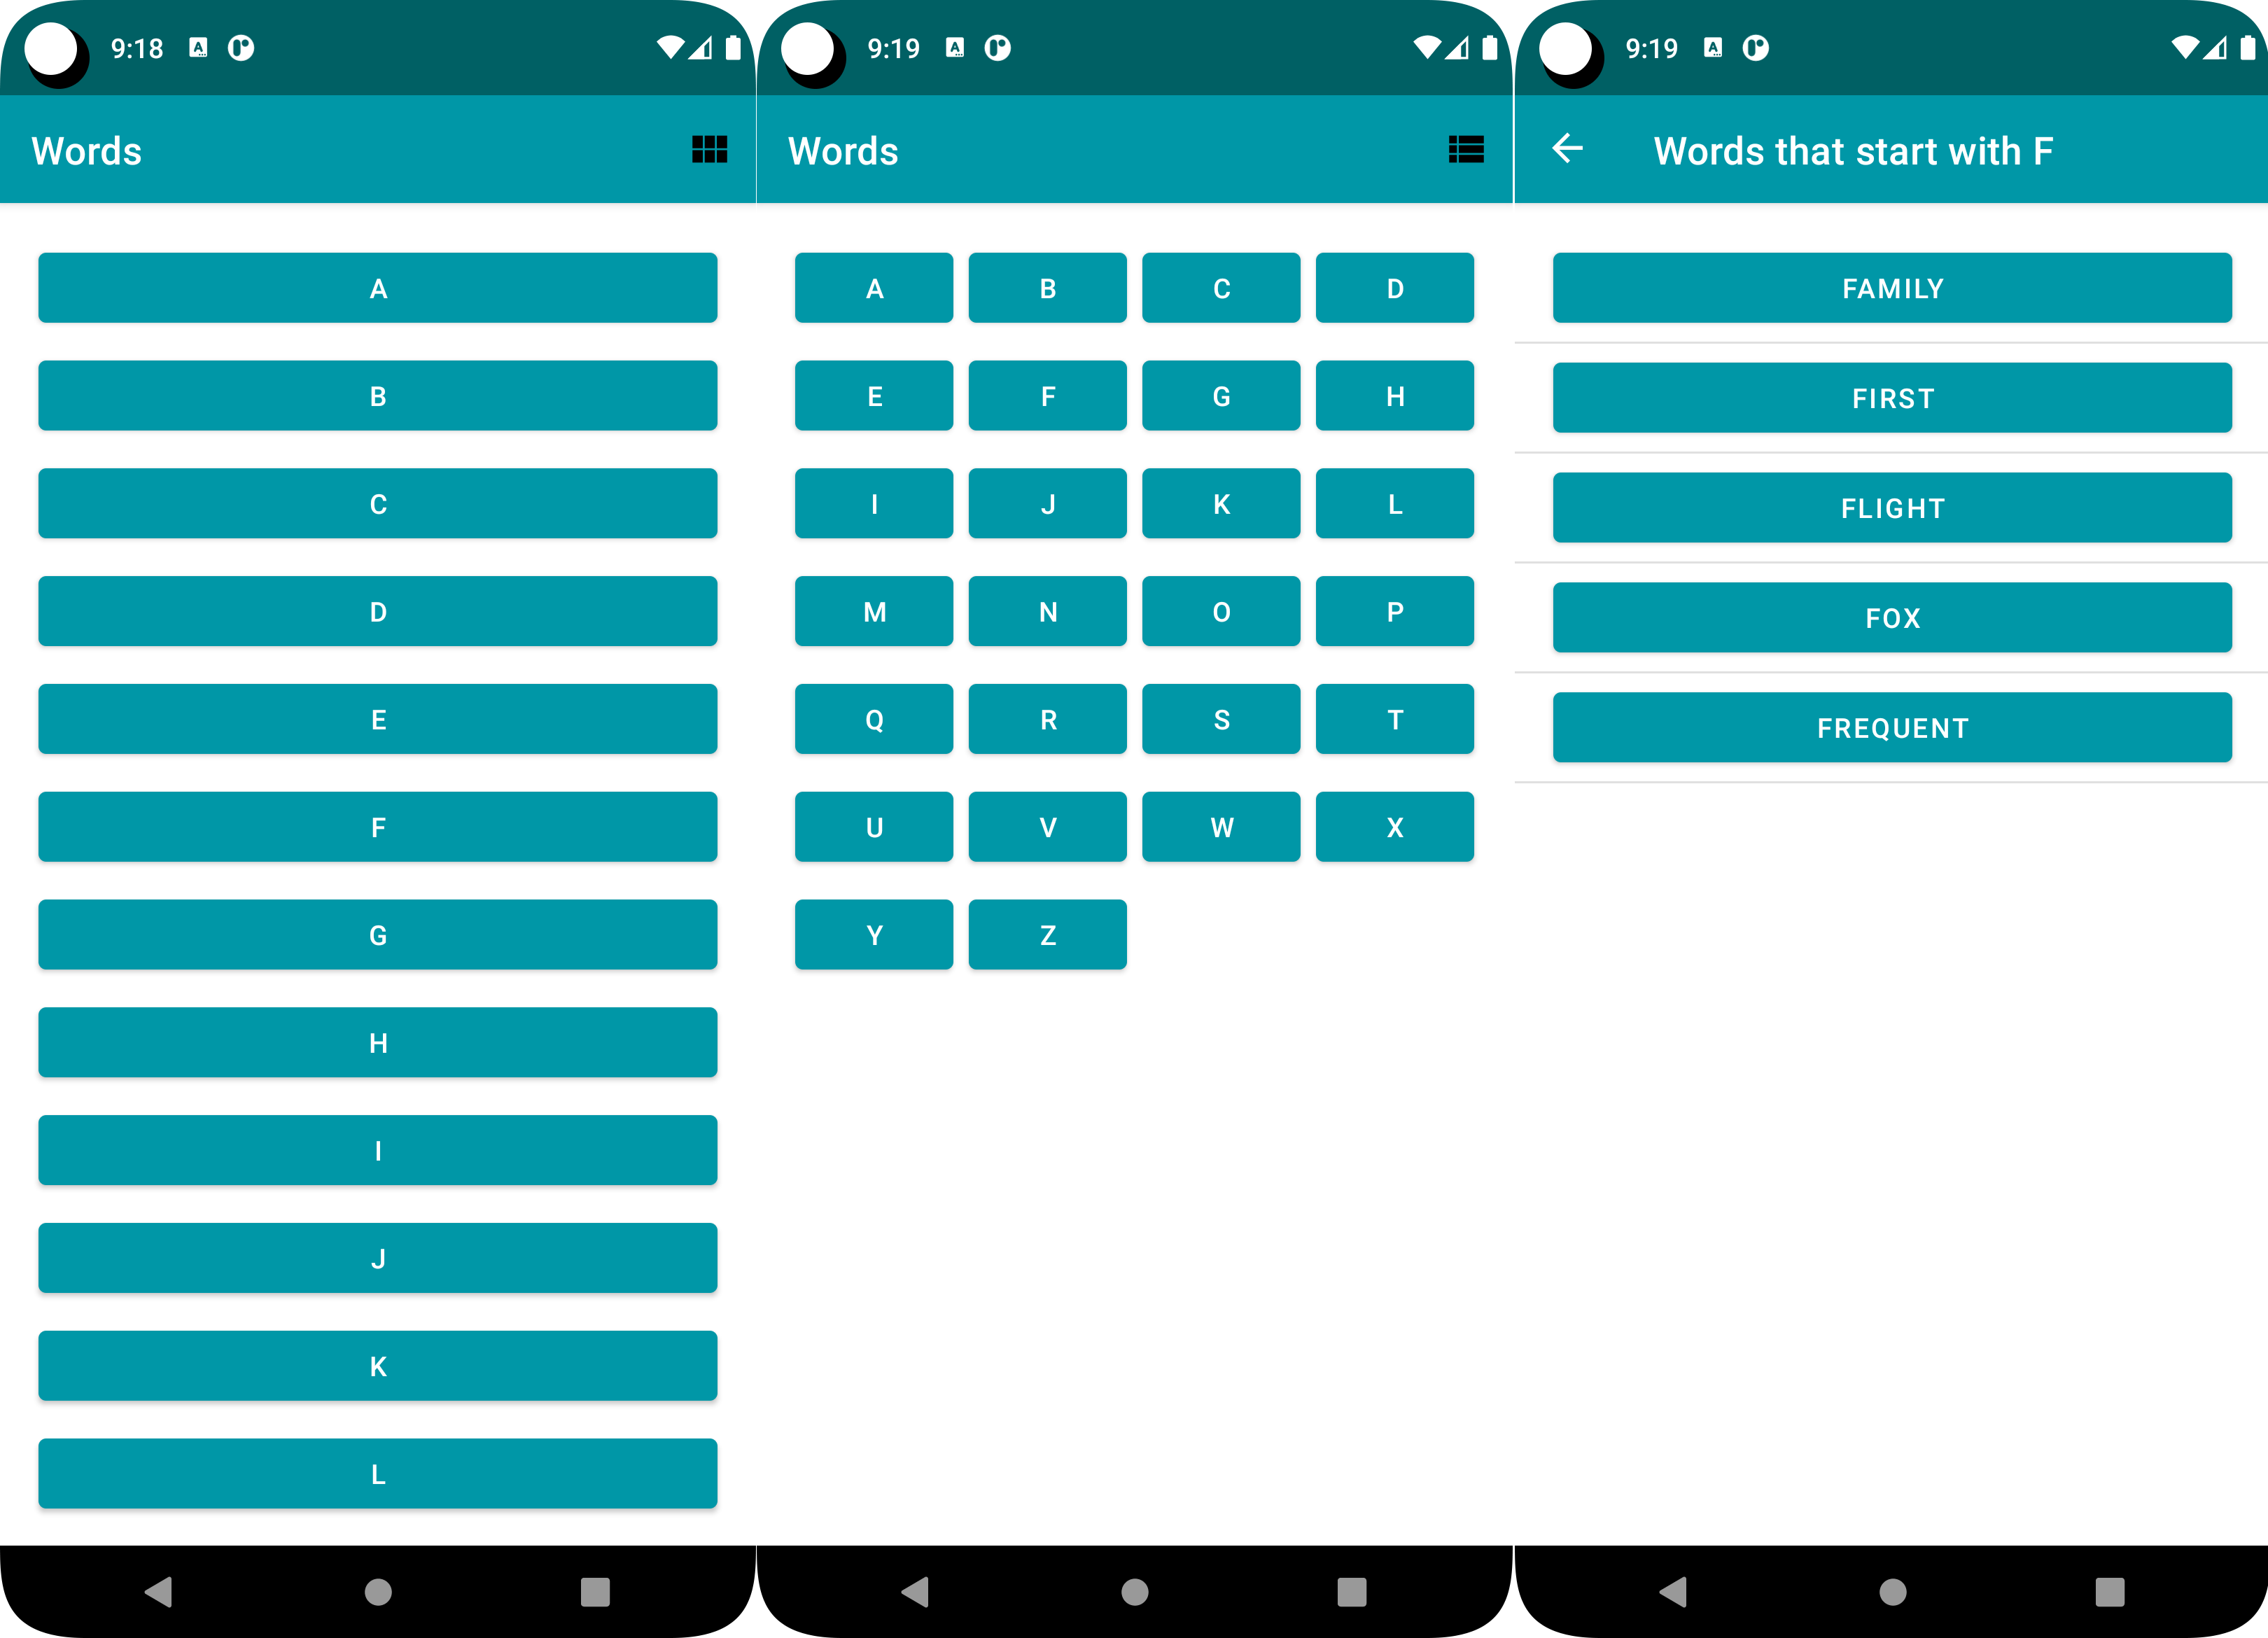 9:18
Words
A
B
C
D
E
F
G
H
I
J
K
L
9:19
Words
A B C D
E F G H
I J K L
M N O P
Q R S T
U V W X
Y Z
9:19
Words that start with F
FAMILY
FIRST
FLIGHT
FOX
FREQUENT